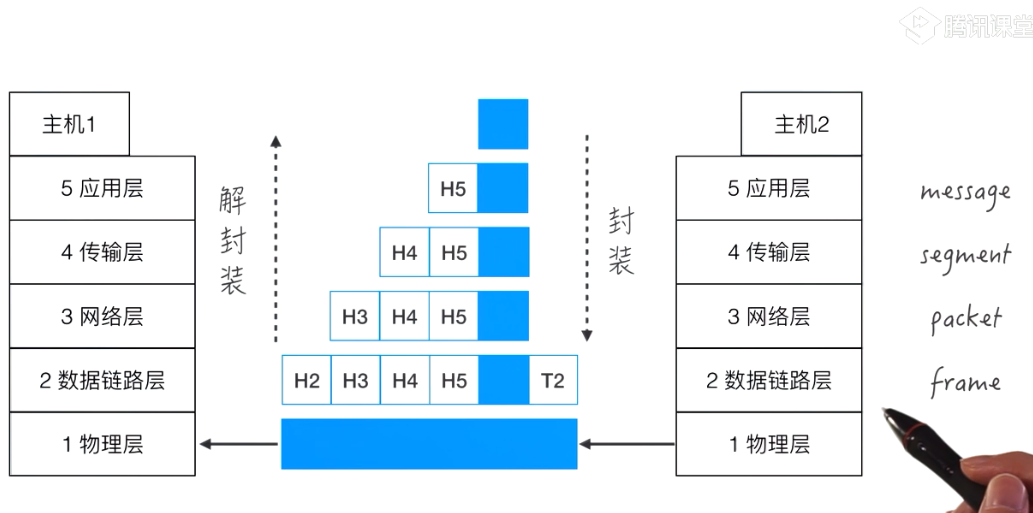 腾讯课堂
主机1
主机2
5 应用层
H5
5 应用层
message
解封装
封装
4 传输层
H4 H5
4 传输层
segment
3 网络层
H3 H4 H5
3 网络层
packet
2 数据链路层
H2 H3 H4 H5 T2
2 数据链路层
frame
1 物理层
1 物理层